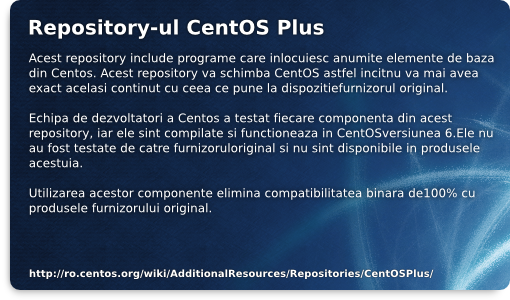 Repository-ul CentOS Plus
Acest repository include programe care inlocuiesc anumite elemente de baza
din Centos. Acest repository va schimba CentOS astfel incitnu va mai avea
exact acelasi continut cu ceea ce pune la dispozitiefurnizorul original.
Echipa de dezvoltatori a Centos a testat fiecare componenta din acest
repository, iar ele sint compilate si functioneaza in CentOSversiunea 6.Ele nu
au fost testate de catre furnizoruloriginal si nu sint disponibile in produsele
acestuia.
Utilizarea acestor componente elimina compatibilitatea binara de100% cu
produsele furnizorului original.
http://ro.centos.org/wiki/AdditionalResources/Repositories/CentOSPlus/